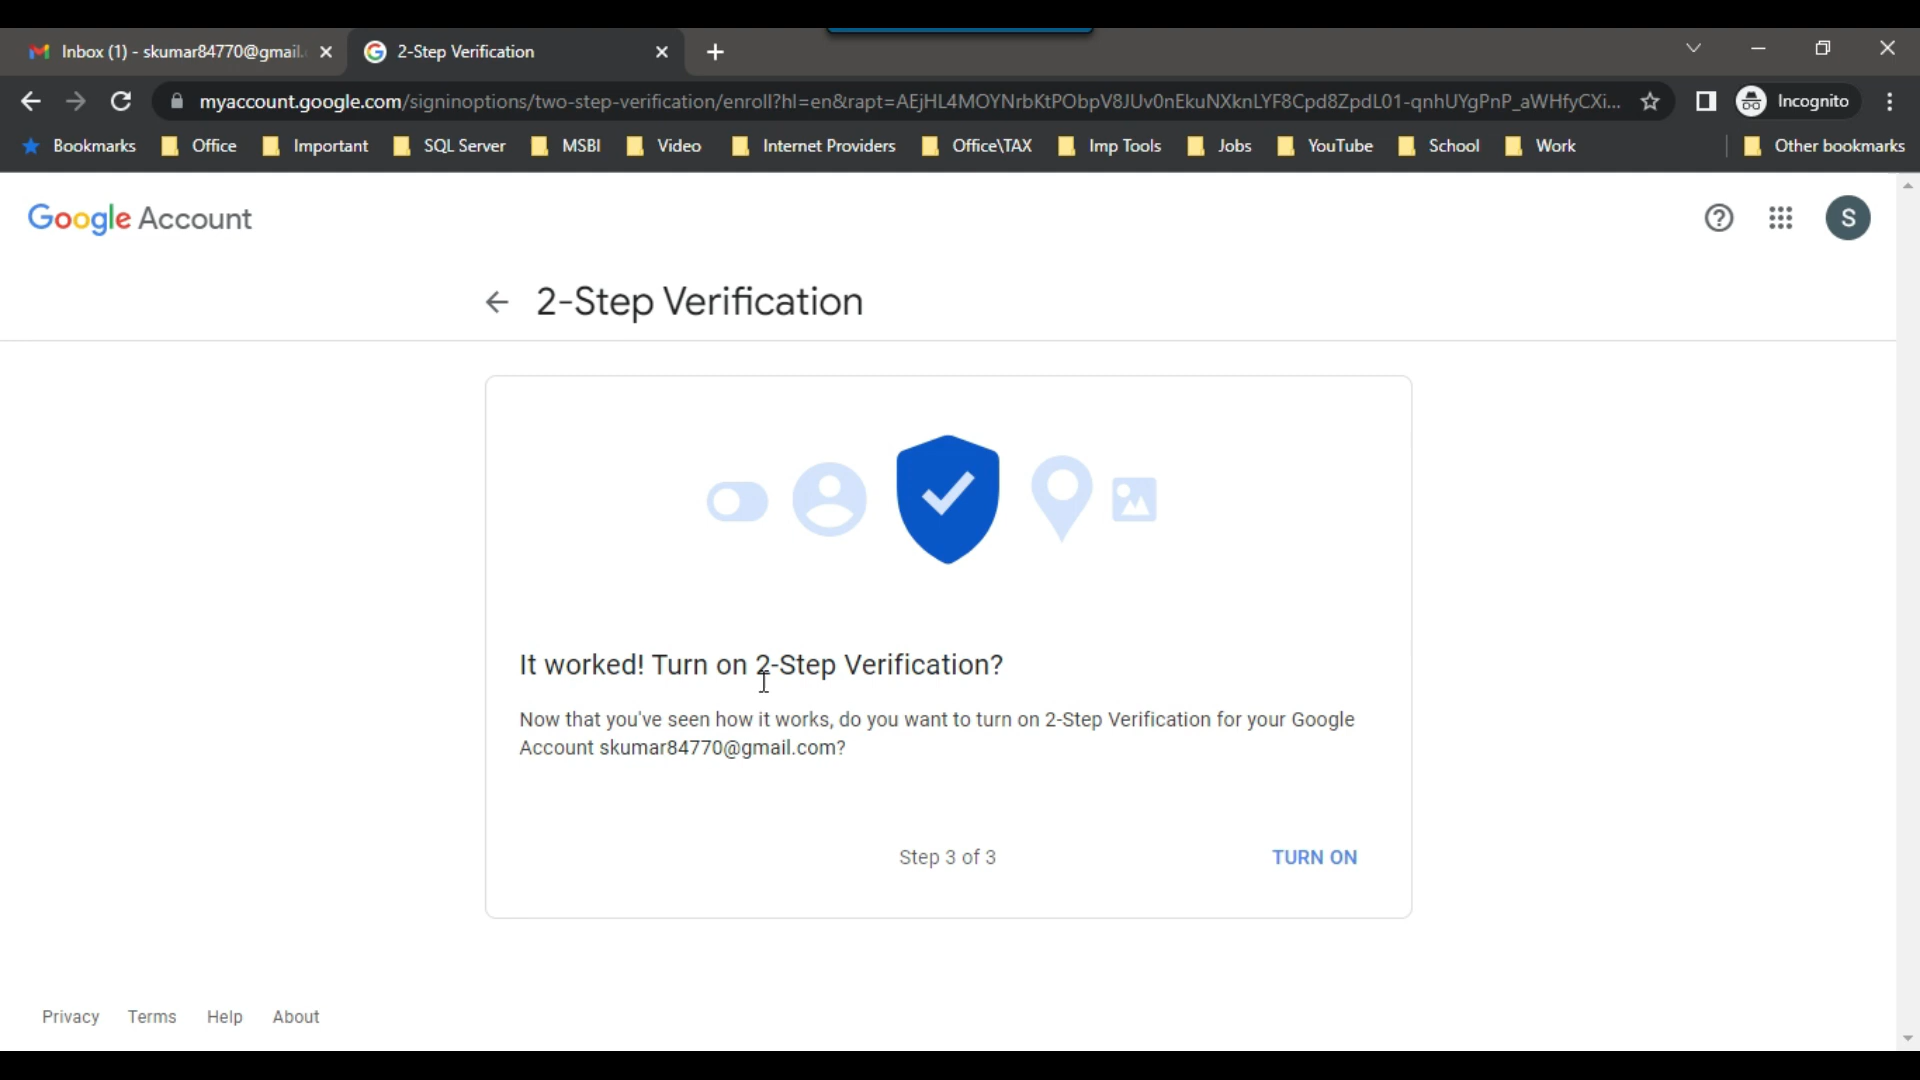 Inbox (1) - skumar84770@gmail.
2-Step Verification
myaccount.google.com/signinoptions/two-step-verification/enroll?hl=en&rapt=AEjHL4MOYNrbKtPObpV8JUv0nEkuNXknLYF8Cpd8ZpdL01-qnhUYgPnP_aWHfyCXi...
Incognito
Bookmarks Office Important SQL Server MSBI Video Internet Providers Office\TAX Imp Tools Jobs YouTube School Work Other bookmarks
Google Account
S
2-Step Verification
It worked! Turn on 2-Step Verification?
Now that you've seen how it works, do you want to turn on 2-Step Verification for your Google
Account skumar84770@gmail.com?
Step 3 of 3
TURN ON
Privacy Terms Help About